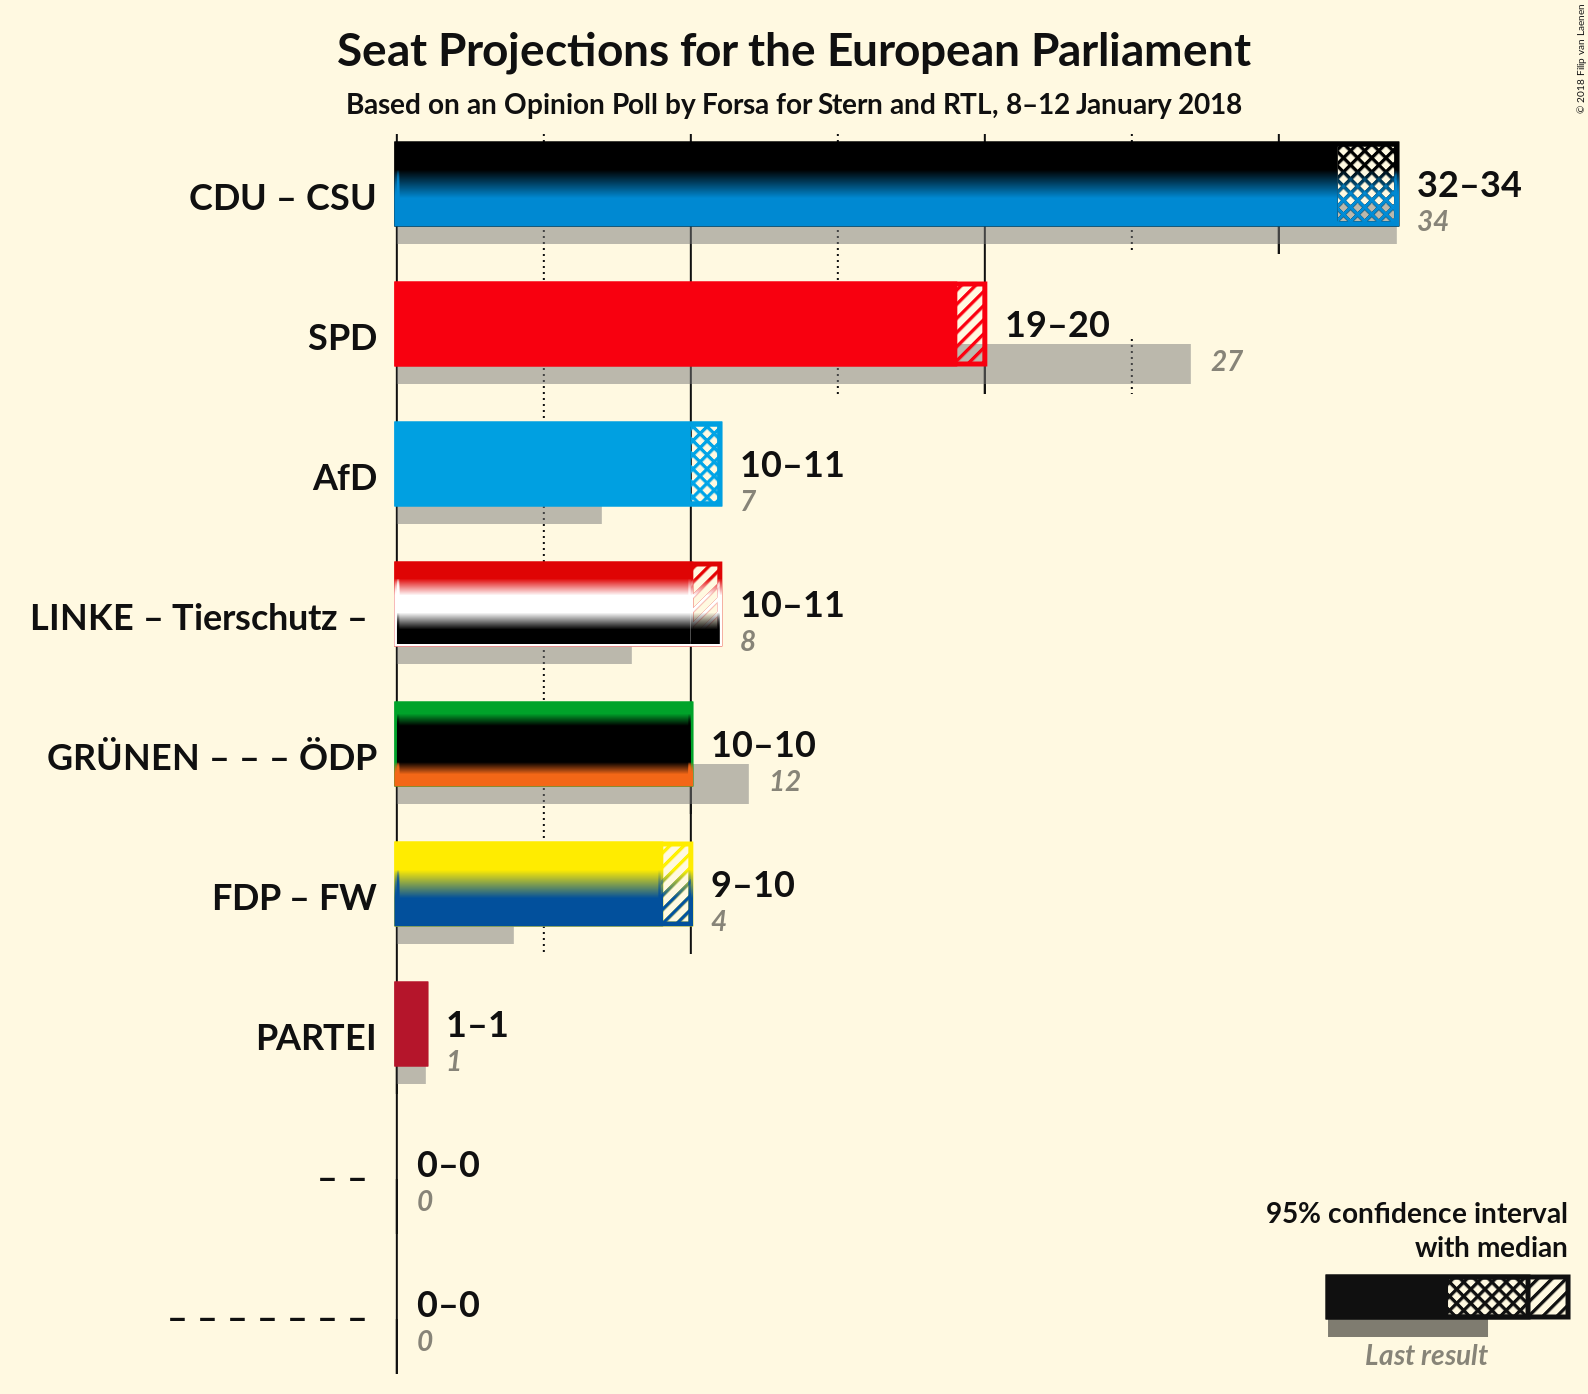 Seat Projections for the European Parliament
Based on an Opinion Poll by Forsa for Stern and RTL, 8–12 January 2018
© 2018 Filip van Laenen
CDU – CSU
32–34
34
SPD
19–20
27
AfD
10–11
7
LINKE – Tierschutz –
10–11
8
GRÜNEN – – – ÖDP
10–10
12
FDP – FW
9–10
4
PARTEI
1–1
1
– –
0–0
0
– – – – – – –
0–0
0
95% confidence interval
with median
Last result